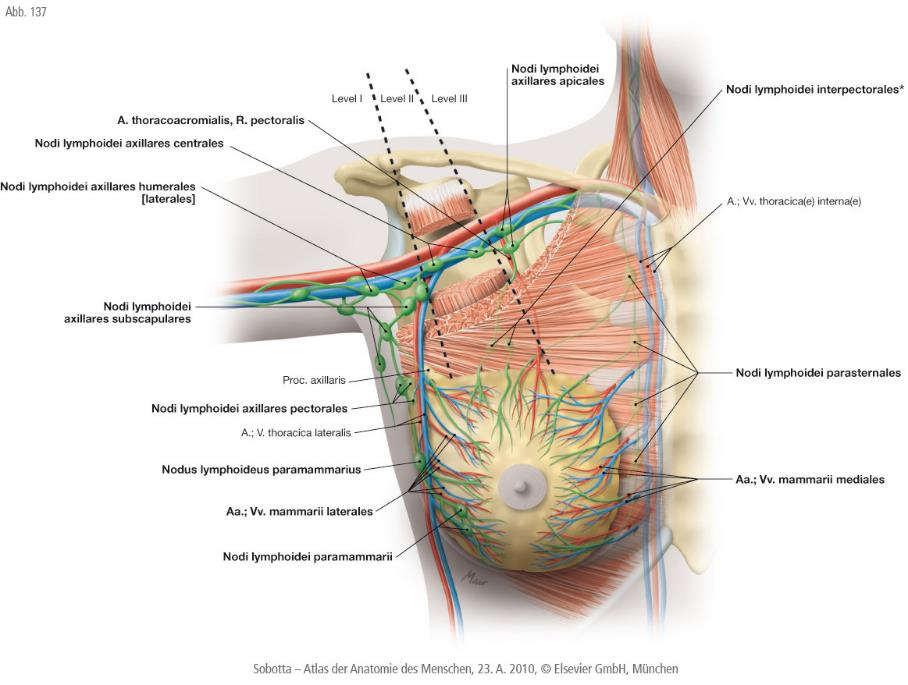 Abb. 137
Nodi lymphoidei
axillares apicales
Nodi lymphoidei interpectorales*
Level I
Level II
Level III
A. thoracoacromialis, R. pectoralis
Nodi lymphoidei axillares centrales
Nodi lymphoidei axillares humerales
[laterales]
A.; Vv. thoracica(e) interna(e)
Nodi lymphoidei
axillares subscapulares
Proc. axillaris
Nodi lymphoidei parasternales
Nodi lymphoidei axillares pectorales
A.; V. thoracica lateralis
Nodus lymphoideus paramammarius
Aa.; Vv. mammarii mediales
Aa.; Vv. mammarii laterales
Nodi lymphoidei paramammarii
Mair
Sobotta – Atlas der Anatomie des Menschen, 23. A. 2010, © Elsevier GmbH, München